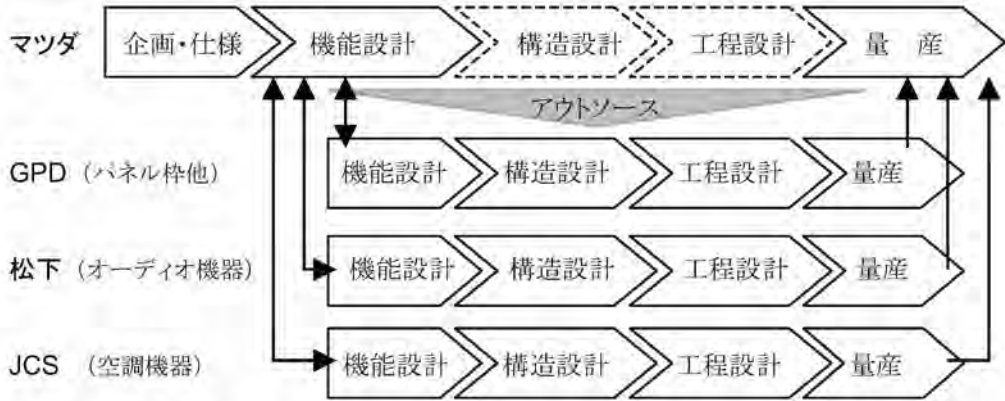 マツダ 企画・仕様 機能設計 構造設計 工程設計 量 産
アウトソース
GPD (パネル枠他) 機能設計 構造設計 工程設計 量産
松下 (オーディオ機器) 機能設計 構造設計 工程設計 量産
JCS (空調機器) 機能設計 構造設計 工程設計 量産